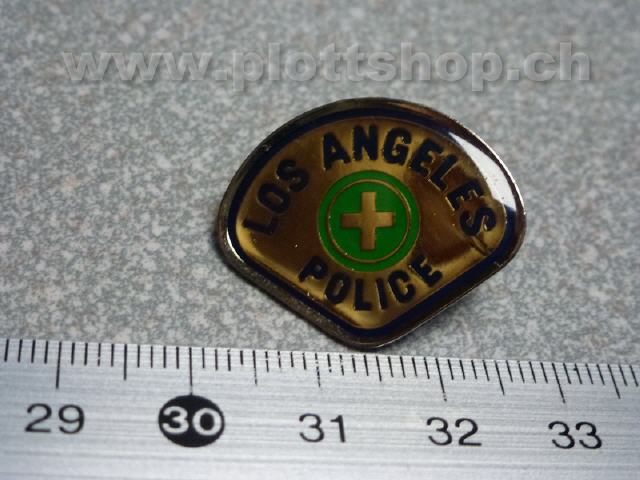 www.plottshop.ch
LOS ANGELES
POLICE
29 30 31 32 33